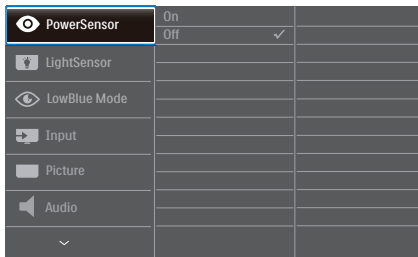 PowerSensor
On
Off
LightSensor
LowBlue Mode
Input
Picture
Audio